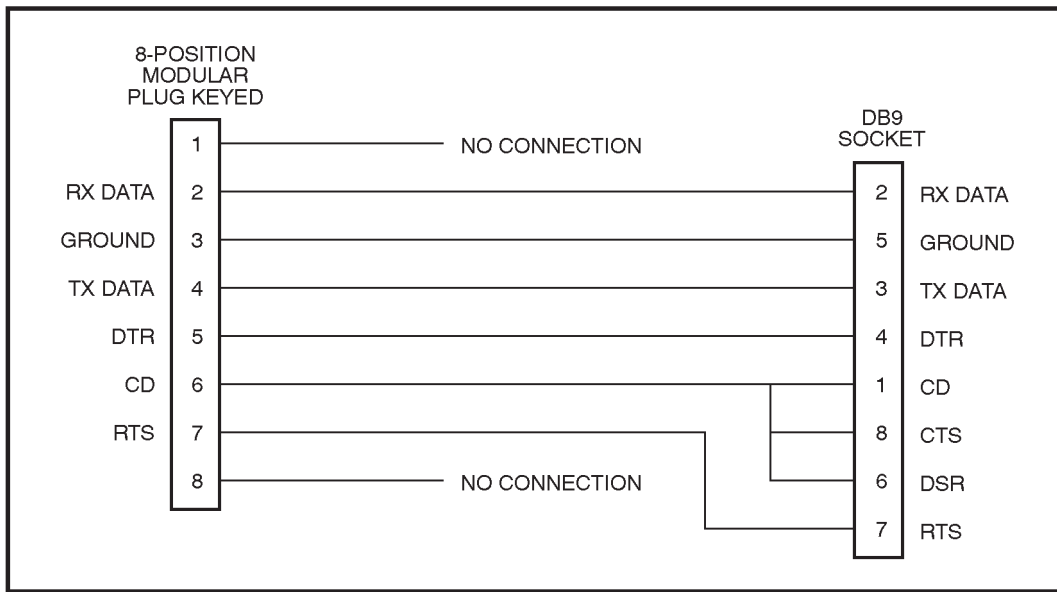 8-POSITION
MODULAR
PLUG KEYED
DB9
SOCKET
1 NO CONNECTION
RX DATA 2 2 RX DATA
GROUND 3 5 GROUND
TX DATA 4 3 TX DATA
DTR 5 4 DTR
CD 6 1 CD
RTS 7 8 CTS
8 NO CONNECTION 6 DSR
7 RTS